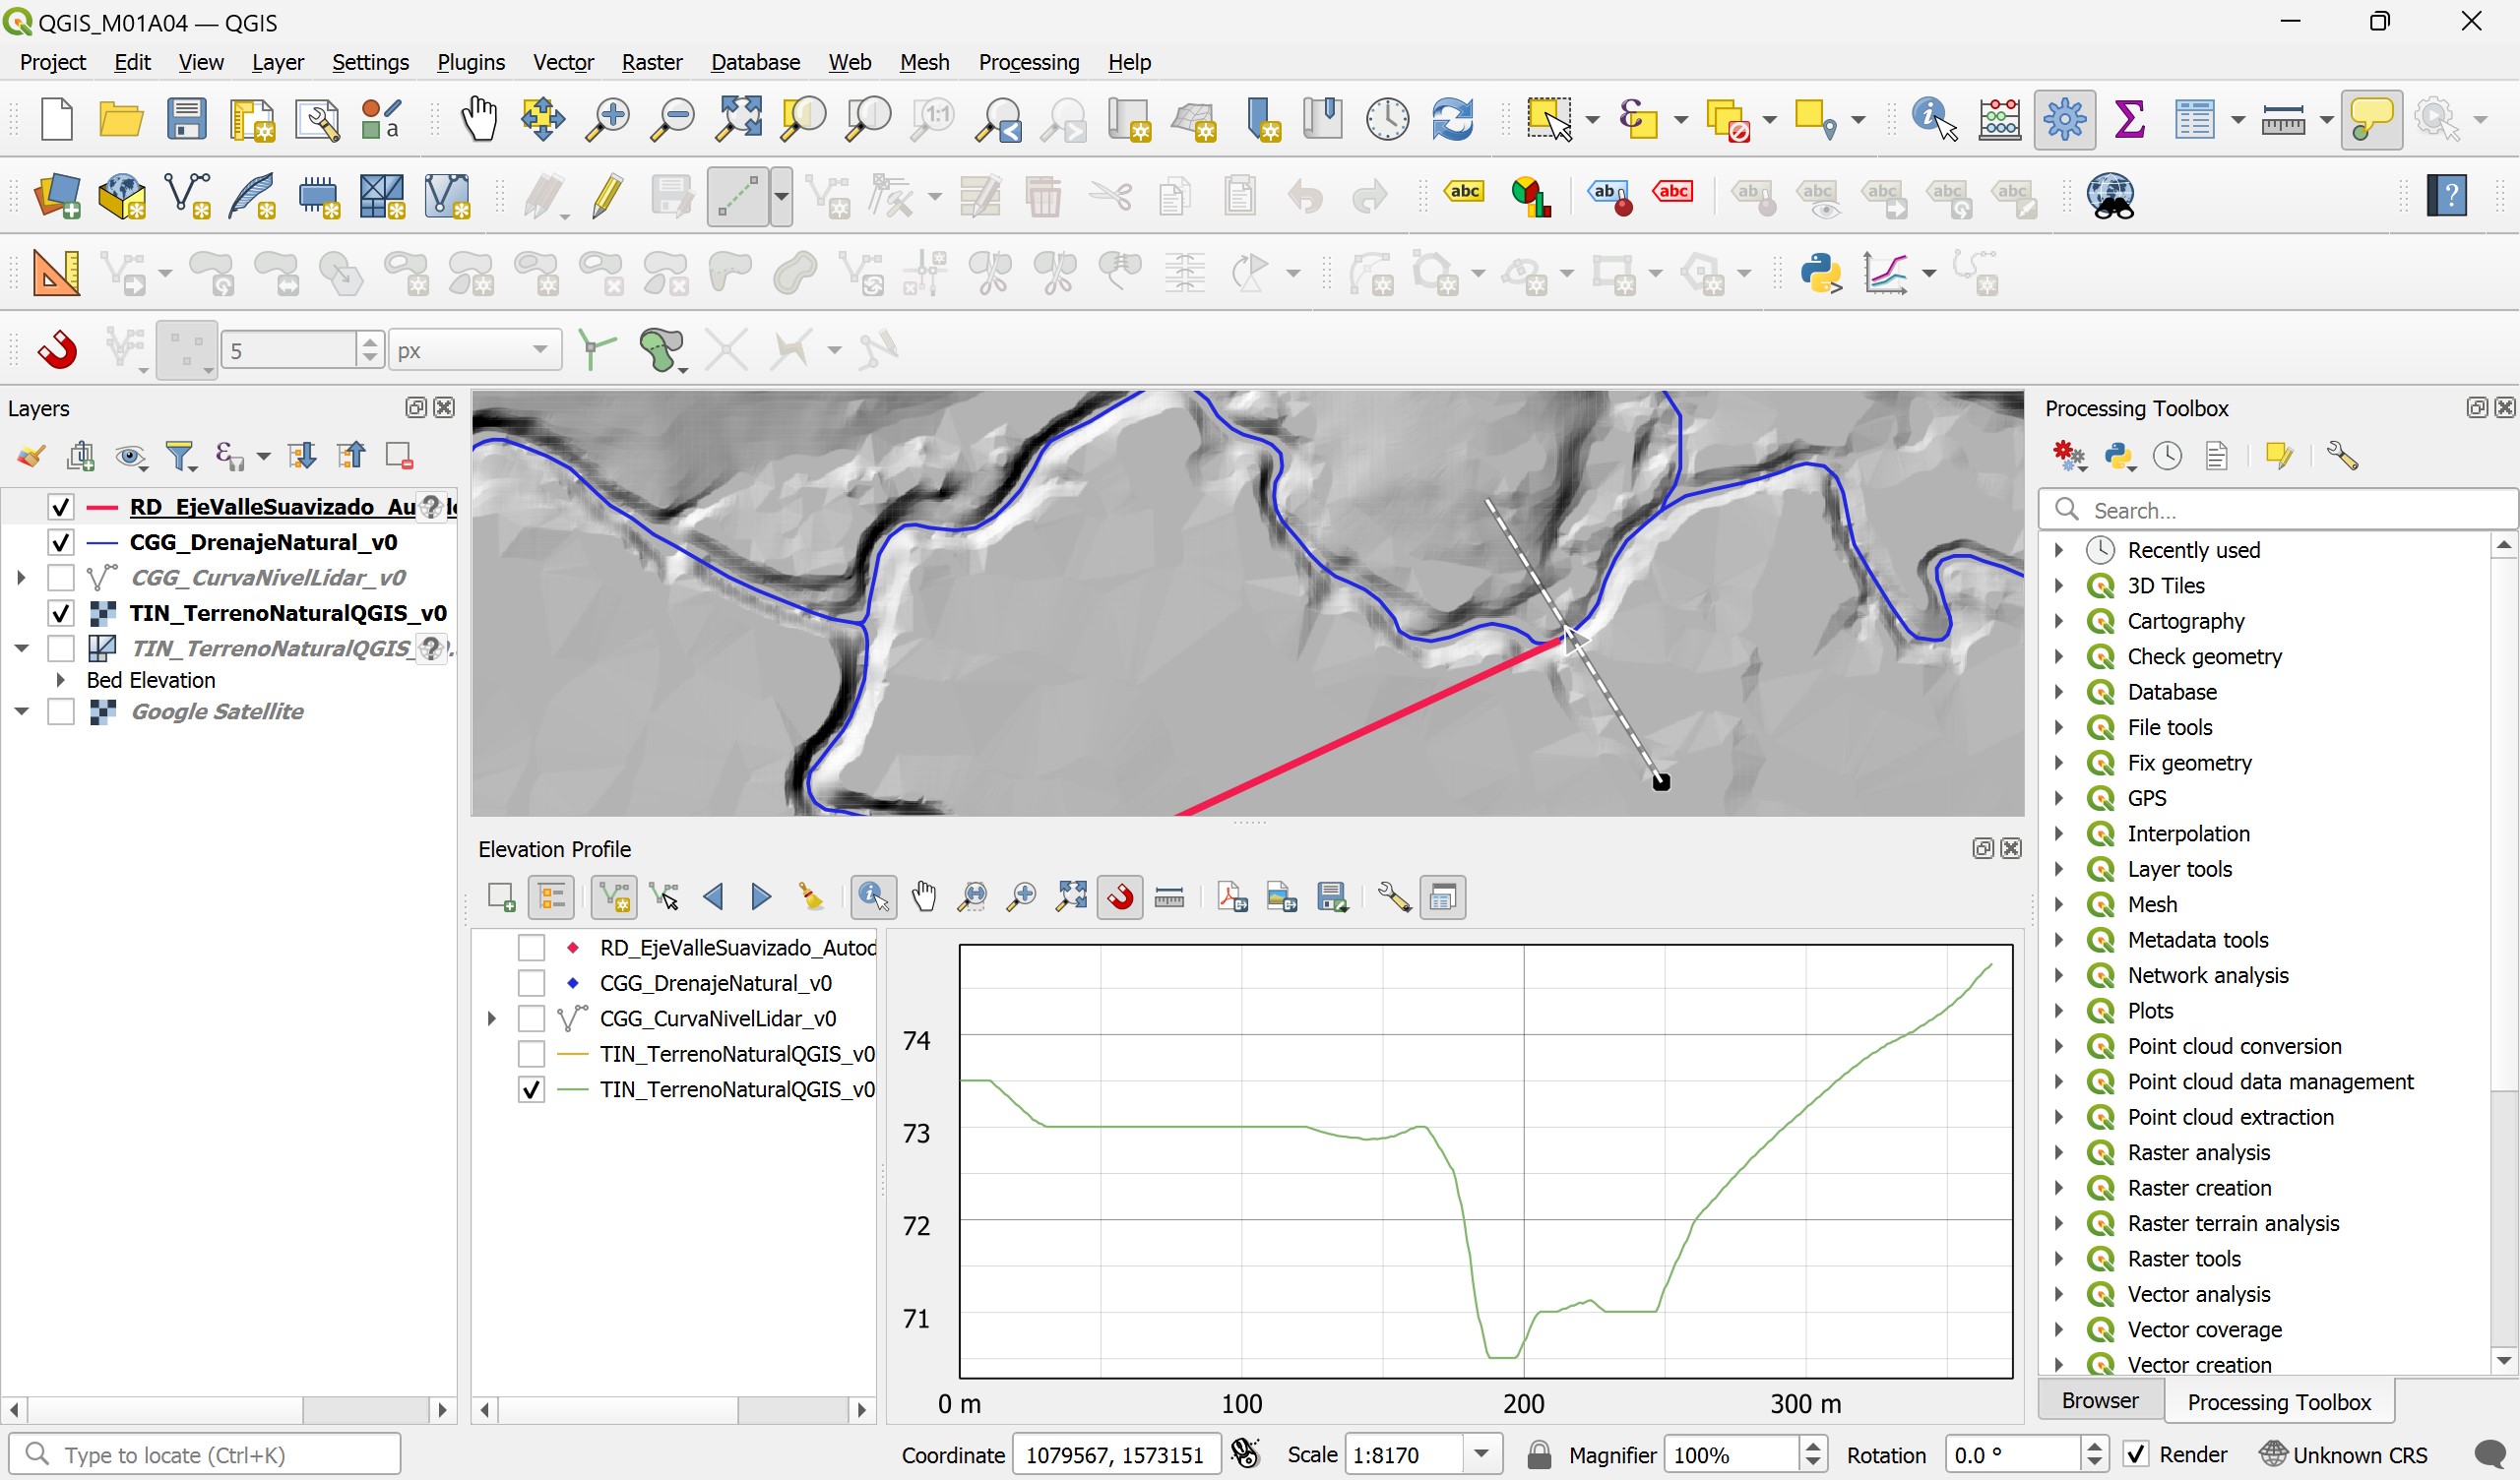 QGIS_M01A04 — QGIS
Project Edit View Layer Settings Plugins Vector Raster Database Web Mesh Processing Help
5 px
Layers
RD_EjeValleSuavizado_Au
CGG_DrenajeNatural_v0
CGG_CurvaNivelLidar_v0
TIN_TerrenoNaturalQGIS_v0
TIN_TerrenoNaturalQGIS_
Bed Elevation
Google Satellite
Elevation Profile
RD_EjeValleSuavizado_Autod
CGG_DrenajeNatural_v0
CGG_CurvaNivelLidar_v0
TIN_TerrenoNaturalQGIS_v0
TIN_TerrenoNaturalQGIS_v0
74
73
72
71
0 m 100 200 300 m
Processing Toolbox
Search...
Recently used
3D Tiles
Cartography
Check geometry
Database
File tools
Fix geometry
GPS
Interpolation
Layer tools
Mesh
Metadata tools
Network analysis
Plots
Point cloud conversion
Point cloud data management
Point cloud extraction
Raster analysis
Raster creation
Raster terrain analysis
Raster tools
Vector analysis
Vector coverage
Vector creation
Browser Processing Toolbox
Type to locate (Ctrl+K) Coordinate 1079567, 1573151 Scale 1:8170 Magnifier 100% Rotation 0.0 ° Render Unknown CRS